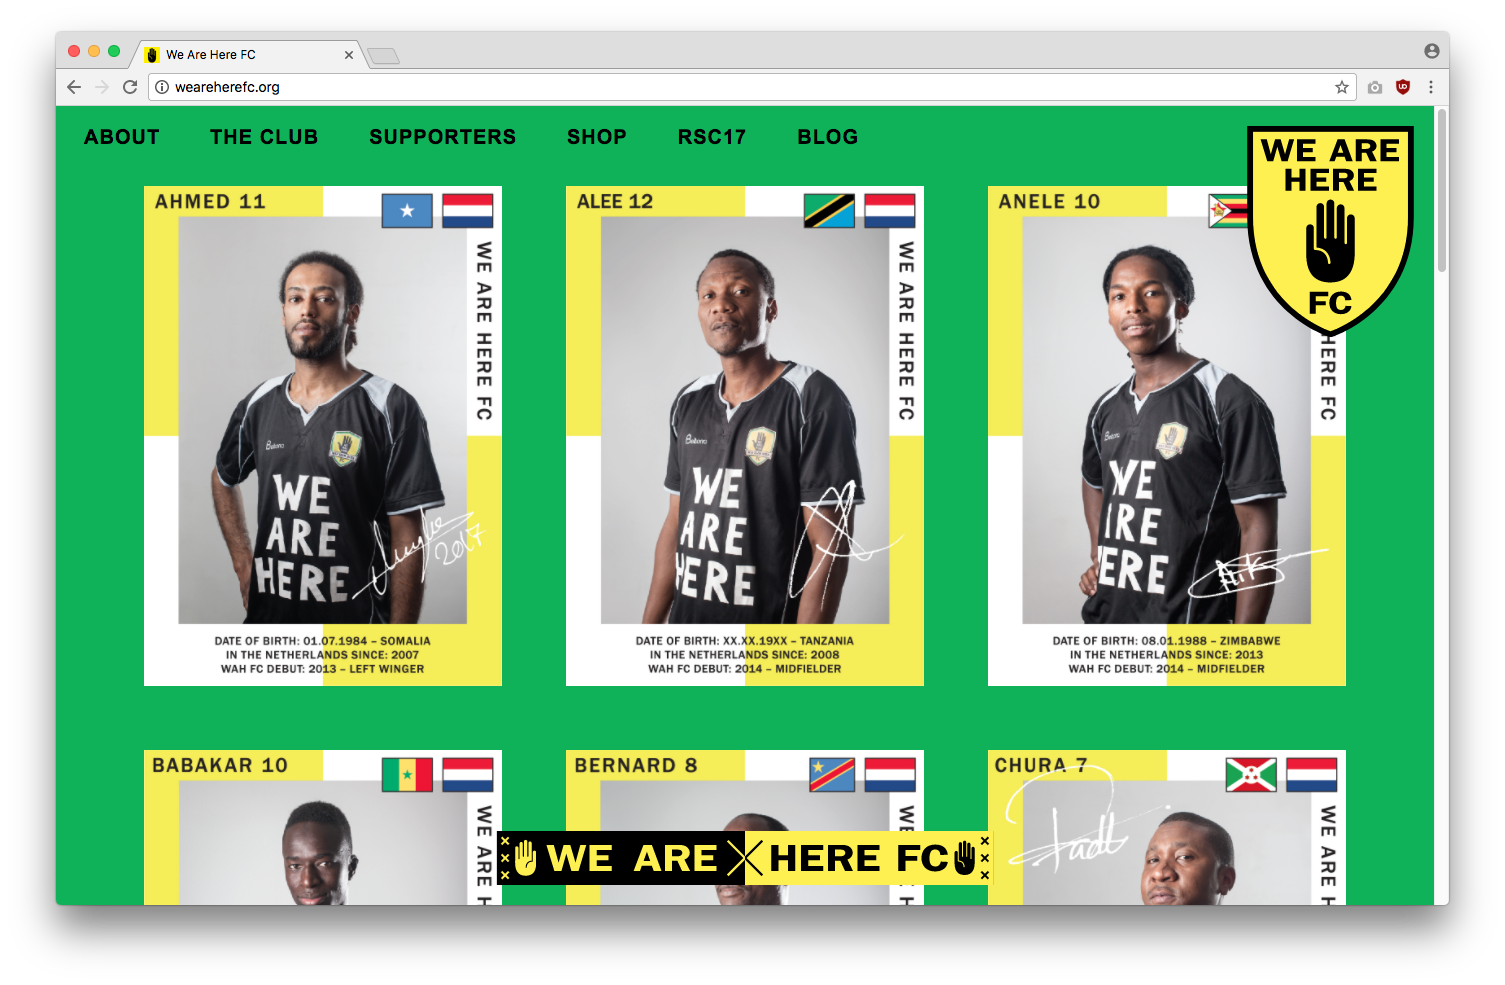 We Are Here FC
weareherefc.org
ABOUT THE CLUB SUPPORTERS SHOP RSC17 BLOG
WE ARE
HERE
FC
AHMED 11
WE ARE HERE FC
WE
ARE
HERE
2017
DATE OF BIRTH: 01.07.1984 – SOMALIA
IN THE NETHERLANDS SINCE: 2007
WAH FC DEBUT: 2013 – LEFT WINGER
ALEE 12
WE ARE HERE FC
WE
ARE
HERE
DATE OF BIRTH: XX.XX.19XX – TANZANIA
IN THE NETHERLANDS SINCE: 2008
WAH FC DEBUT: 2014 – MIDFIELDER
ANELE 10
HERE FC
WE
IRE
ERE
DATE OF BIRTH: 08.01.1988 – ZIMBABWE
IN THE NETHERLANDS SINCE: 2013
WAH FC DEBUT: 2014 – MIDFIELDER
BABAKAR 10
WE ARE H
BERNARD 8
WE
CHURA 7
WE ARE H
WE ARE HERE FC